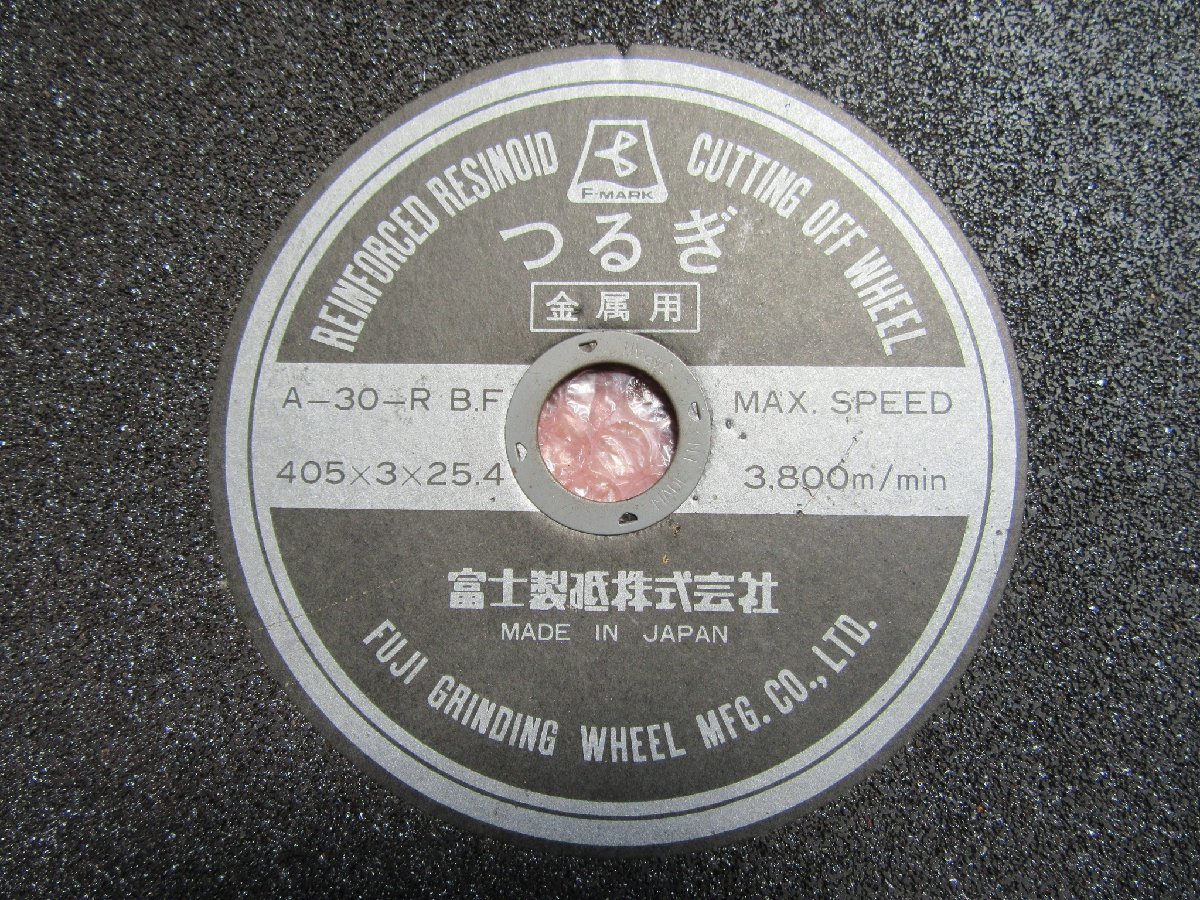 REINFORCED RESINOID CUTTING OFF WHEEL
F-MARK
つるぎ
金属用
A-30-R B.F
405×3×25.4
MAX. SPEED
3,800m/min
富士製砥株式会社
MADE IN JAPAN
FUJI GRINDING WHEEL MFG. CO., LTD.